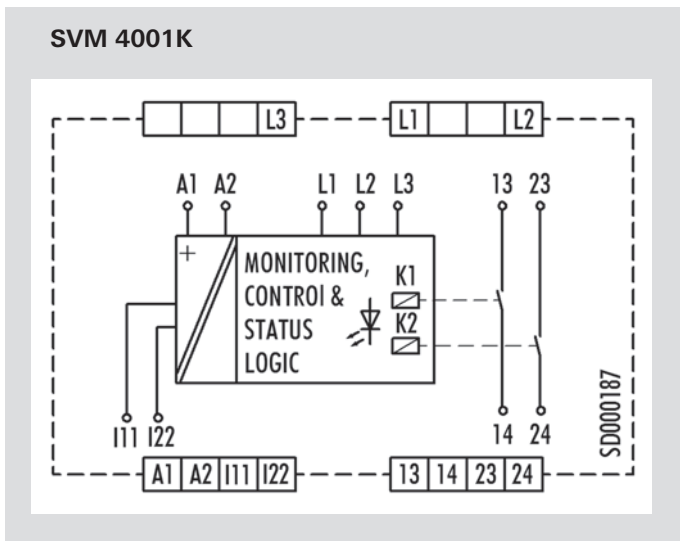 SVM 4001K
L3 L1 L2
A1 A2 L1 L2 L3 13 23
+
MONITORING,
CONTROl &
STATUS
LOGIC
K1
K2
I11 I22
14 24
A1 A2 I11 I22 13 14 23 24
SD000187